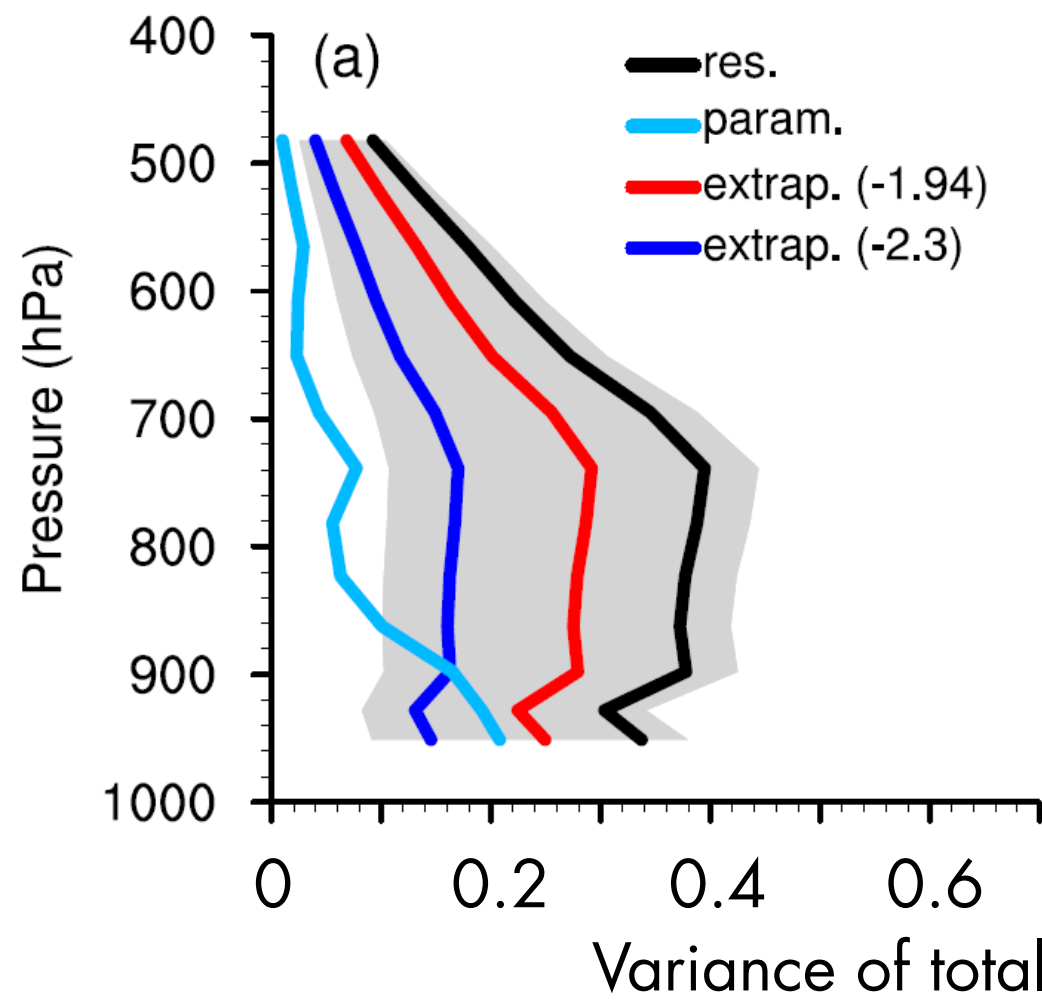 (a)
res.
param.
extrap. (-1.94)
extrap. (-2.3)
Pressure (hPa)
400
500
600
700
800
900
1000
0 0.2 0.4 0.6
Variance of total